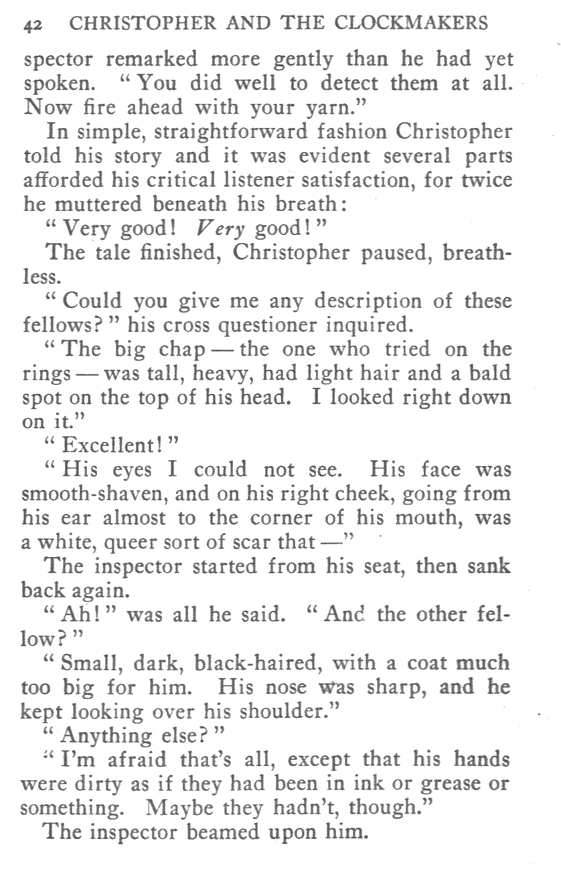 42 CHRISTOPHER AND THE CLOCKMAKERS
spector remarked more gently than he had yet
spoken. “ You did well to detect them at all.
Now fire ahead with your yarn.”
In simple, straightforward fashion Christopher
told his story and it was evident several parts
afforded his critical listener satisfaction, for twice
he muttered beneath his breath:
“ Very good! Very good! ”
The tale finished, Christopher paused, breath-
less.
“ Could you give me any description of these
fellows? ” his cross questioner inquired.
“ The big chap — the one who tried on the
rings — was tall, heavy, had light hair and a bald
spot on the top of his head. I looked right down
on it.”
“ Excellent! ”
“ His eyes I could not see. His face was
smooth-shaven, and on his right cheek, going from
his ear almost to the corner of his mouth, was
a white, queer sort of scar that —”
The inspector started from his seat, then sank
back again.
“ Ah! ” was all he said. “ And the other fel-
low? ”
“ Small, dark, black-haired, with a coat much
too big for him. His nose was sharp, and he
kept looking over his shoulder.”
“ Anything else? ”
“ I'm afraid that's all, except that his hands
were dirty as if they had been in ink or grease or
something. Maybe they hadn't, though.”
The inspector beamed upon him.